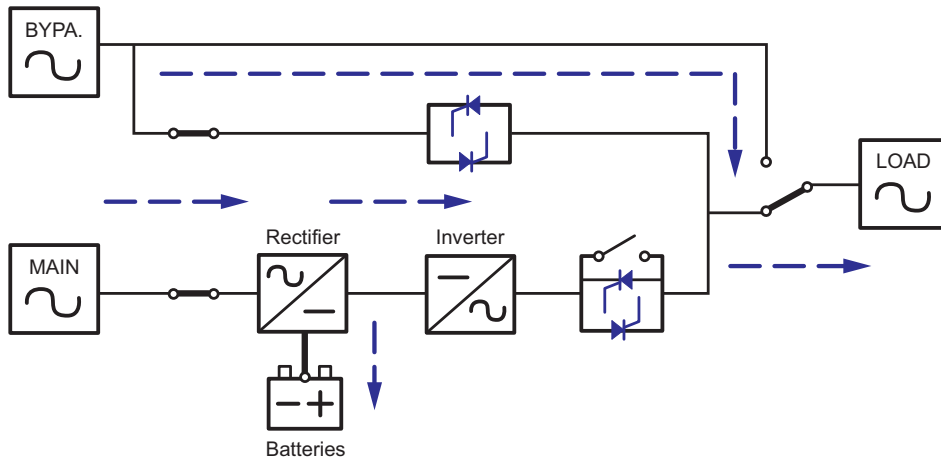 BYPA.
LOAD
Rectifier
Inverter
MAIN
Batteries